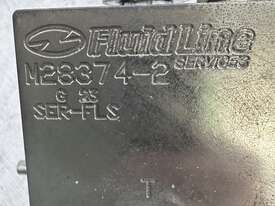 FluidLine
SERVICES
M28374-2
G 23
SER-FLS
T